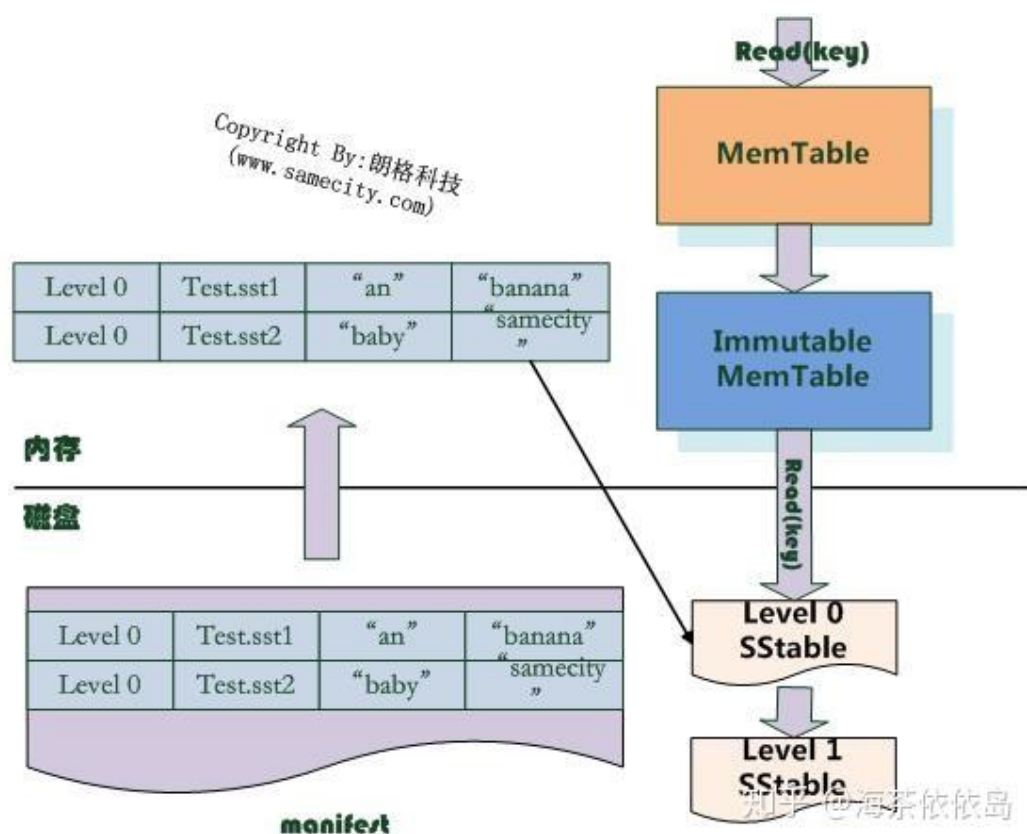 Read(key)
MemTable
Copyright By:朗格科技
(www.samecity.com)
Level 0 Test.sst1 “an” “banana”
Level 0 Test.sst2 “baby” “samecity
”
Immutable
MemTable
内存
磁盘
Read(key)
Level 0 Test.sst1 “an” “banana”
Level 0 Test.sst2 “baby” “samecity
”
Level 0
SStable
Level 1
SStable
manifest
知乎 @海茶依依岛